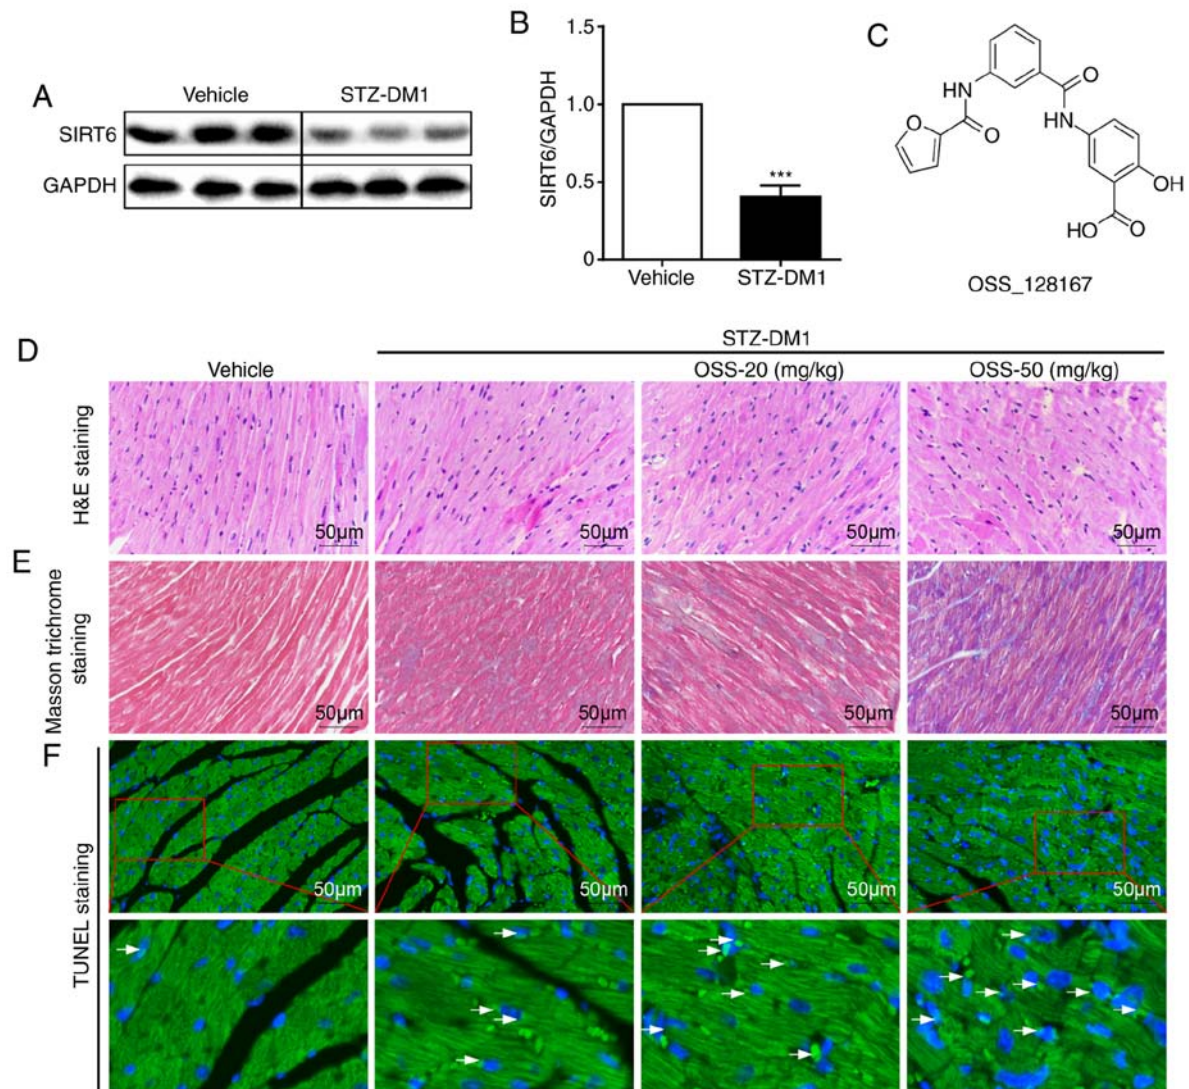 A
Vehicle STZ-DM1
SIRT6
GAPDH
B
SIRT6/GAPDH
1.5
1.0
0.5
0
***
Vehicle STZ-DM1
C
O
HN
O
O
NH
O
OH
HO
O
OSS_128167
D
STZ-DM1
Vehicle OSS-20 (mg/kg) OSS-50 (mg/kg)
H&E staining
50μm 50μm 50μm 50μm
E
Masson trichrome
staining
50μm 50μm 50μm 50μm
F
TUNEL staining
50μm 50μm 50μm 50μm